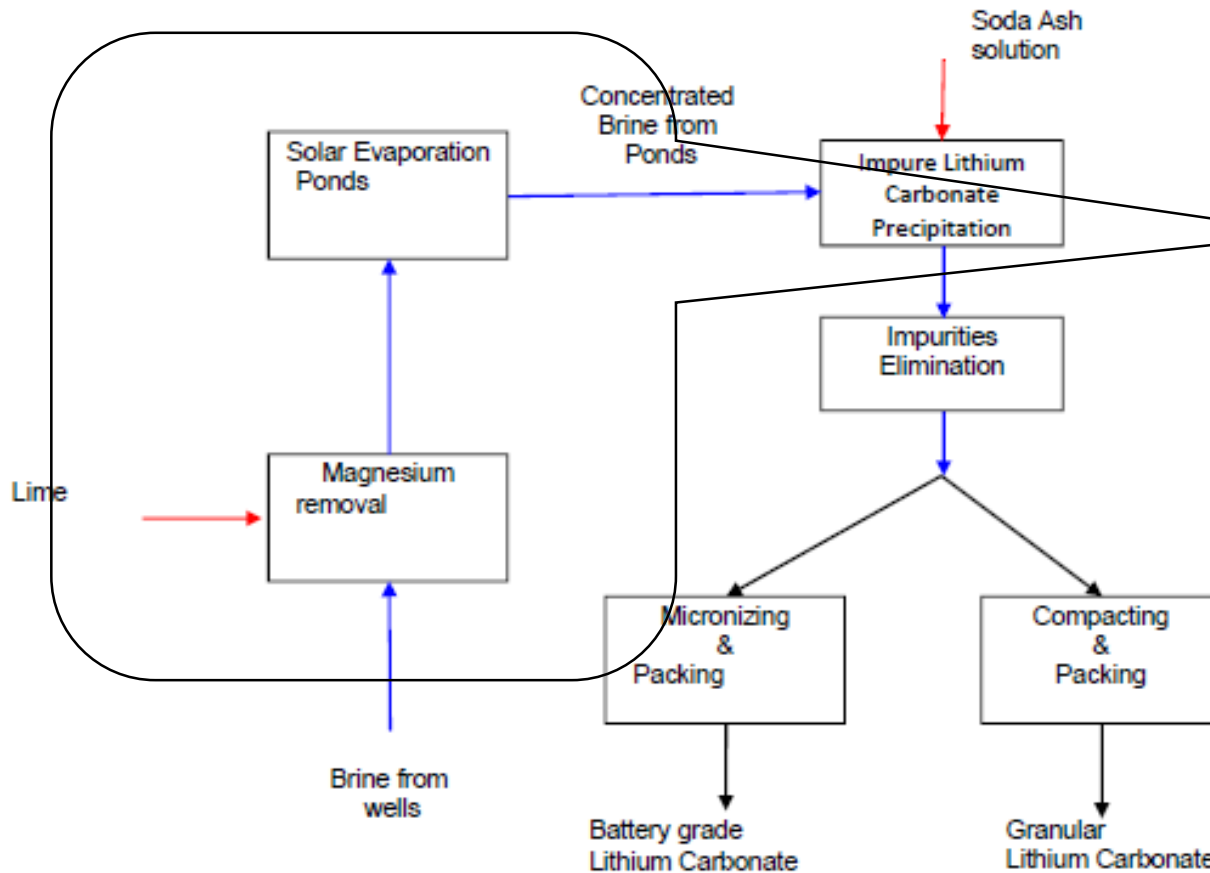 Soda Ash
solution
Concentrated
Brine from
Ponds
Solar Evaporation
Ponds
Impure Lithium
Carbonate
Precipitation
Impurities
Elimination
Lime
Magnesium
removal
Micronizing
&
Packing
Compacting
&
Packing
Brine from
wells
Battery grade
Lithium Carbonate
Granular
Lithium Carbonate